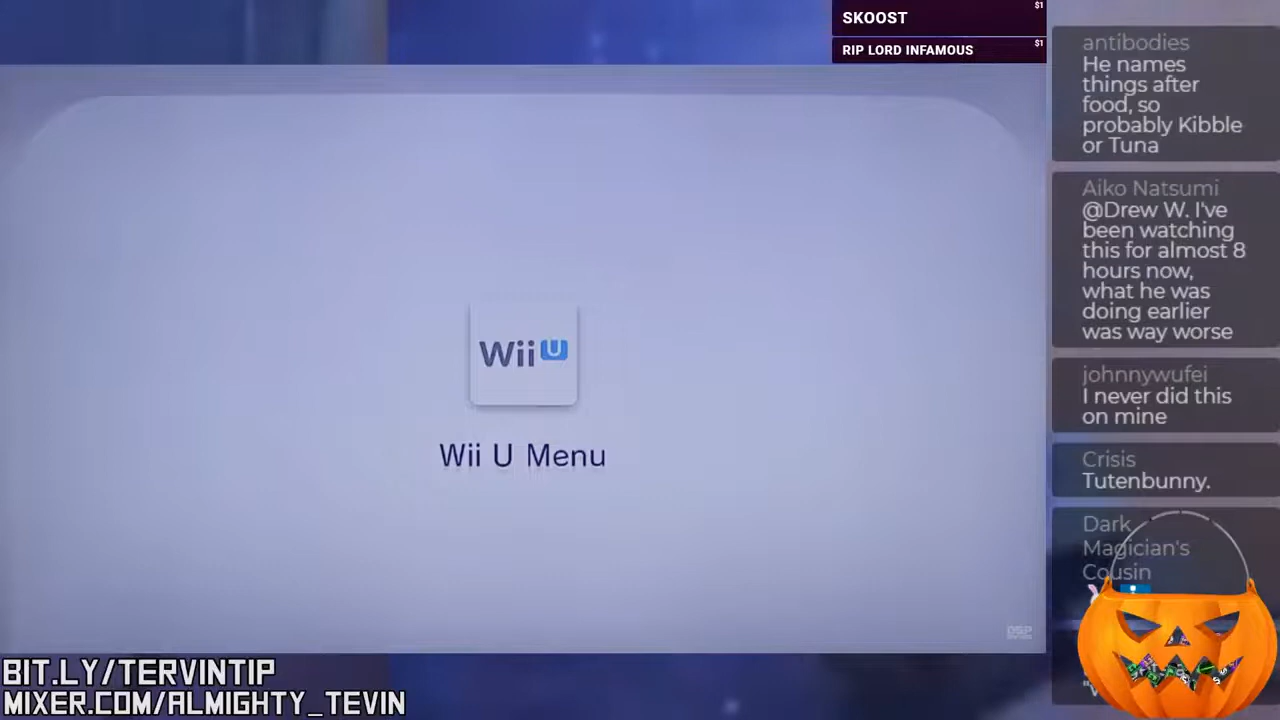 SKOOST
$1
RIP LORD INFAMOUS
$1
Wii U
Wii U Menu
DSP
BIT.LY/TERVINTIP
MIXER.COM/ALMIGHTY_TEVIN
antibodies
He names
things after
food, so
probably Kibble
or Tuna
Aiko Natsumi
@Drew W. I've
been watching
this for almost 8
hours now,
what he was
doing earlier
was way worse
johnnywufei
I never did this
on mine
Crisis
Tutenbunny.
Dark
Magician's
Cousin